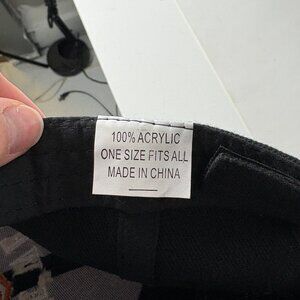 100% ACRYLIC
ONE SIZE FITS ALL
MADE IN CHINA